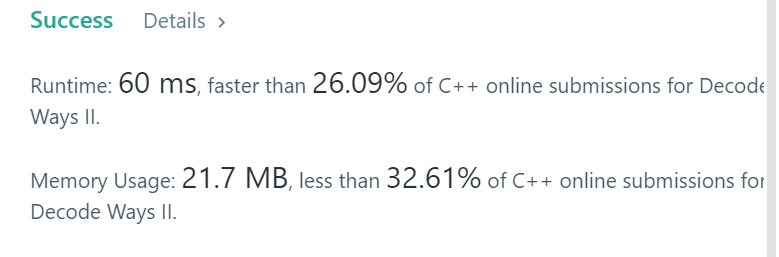 Success Details >
Runtime: 60 ms, faster than 26.09% of C++ online submissions for Decode
Ways II.
Memory Usage: 21.7 MB, less than 32.61% of C++ online submissions for
Decode Ways II.